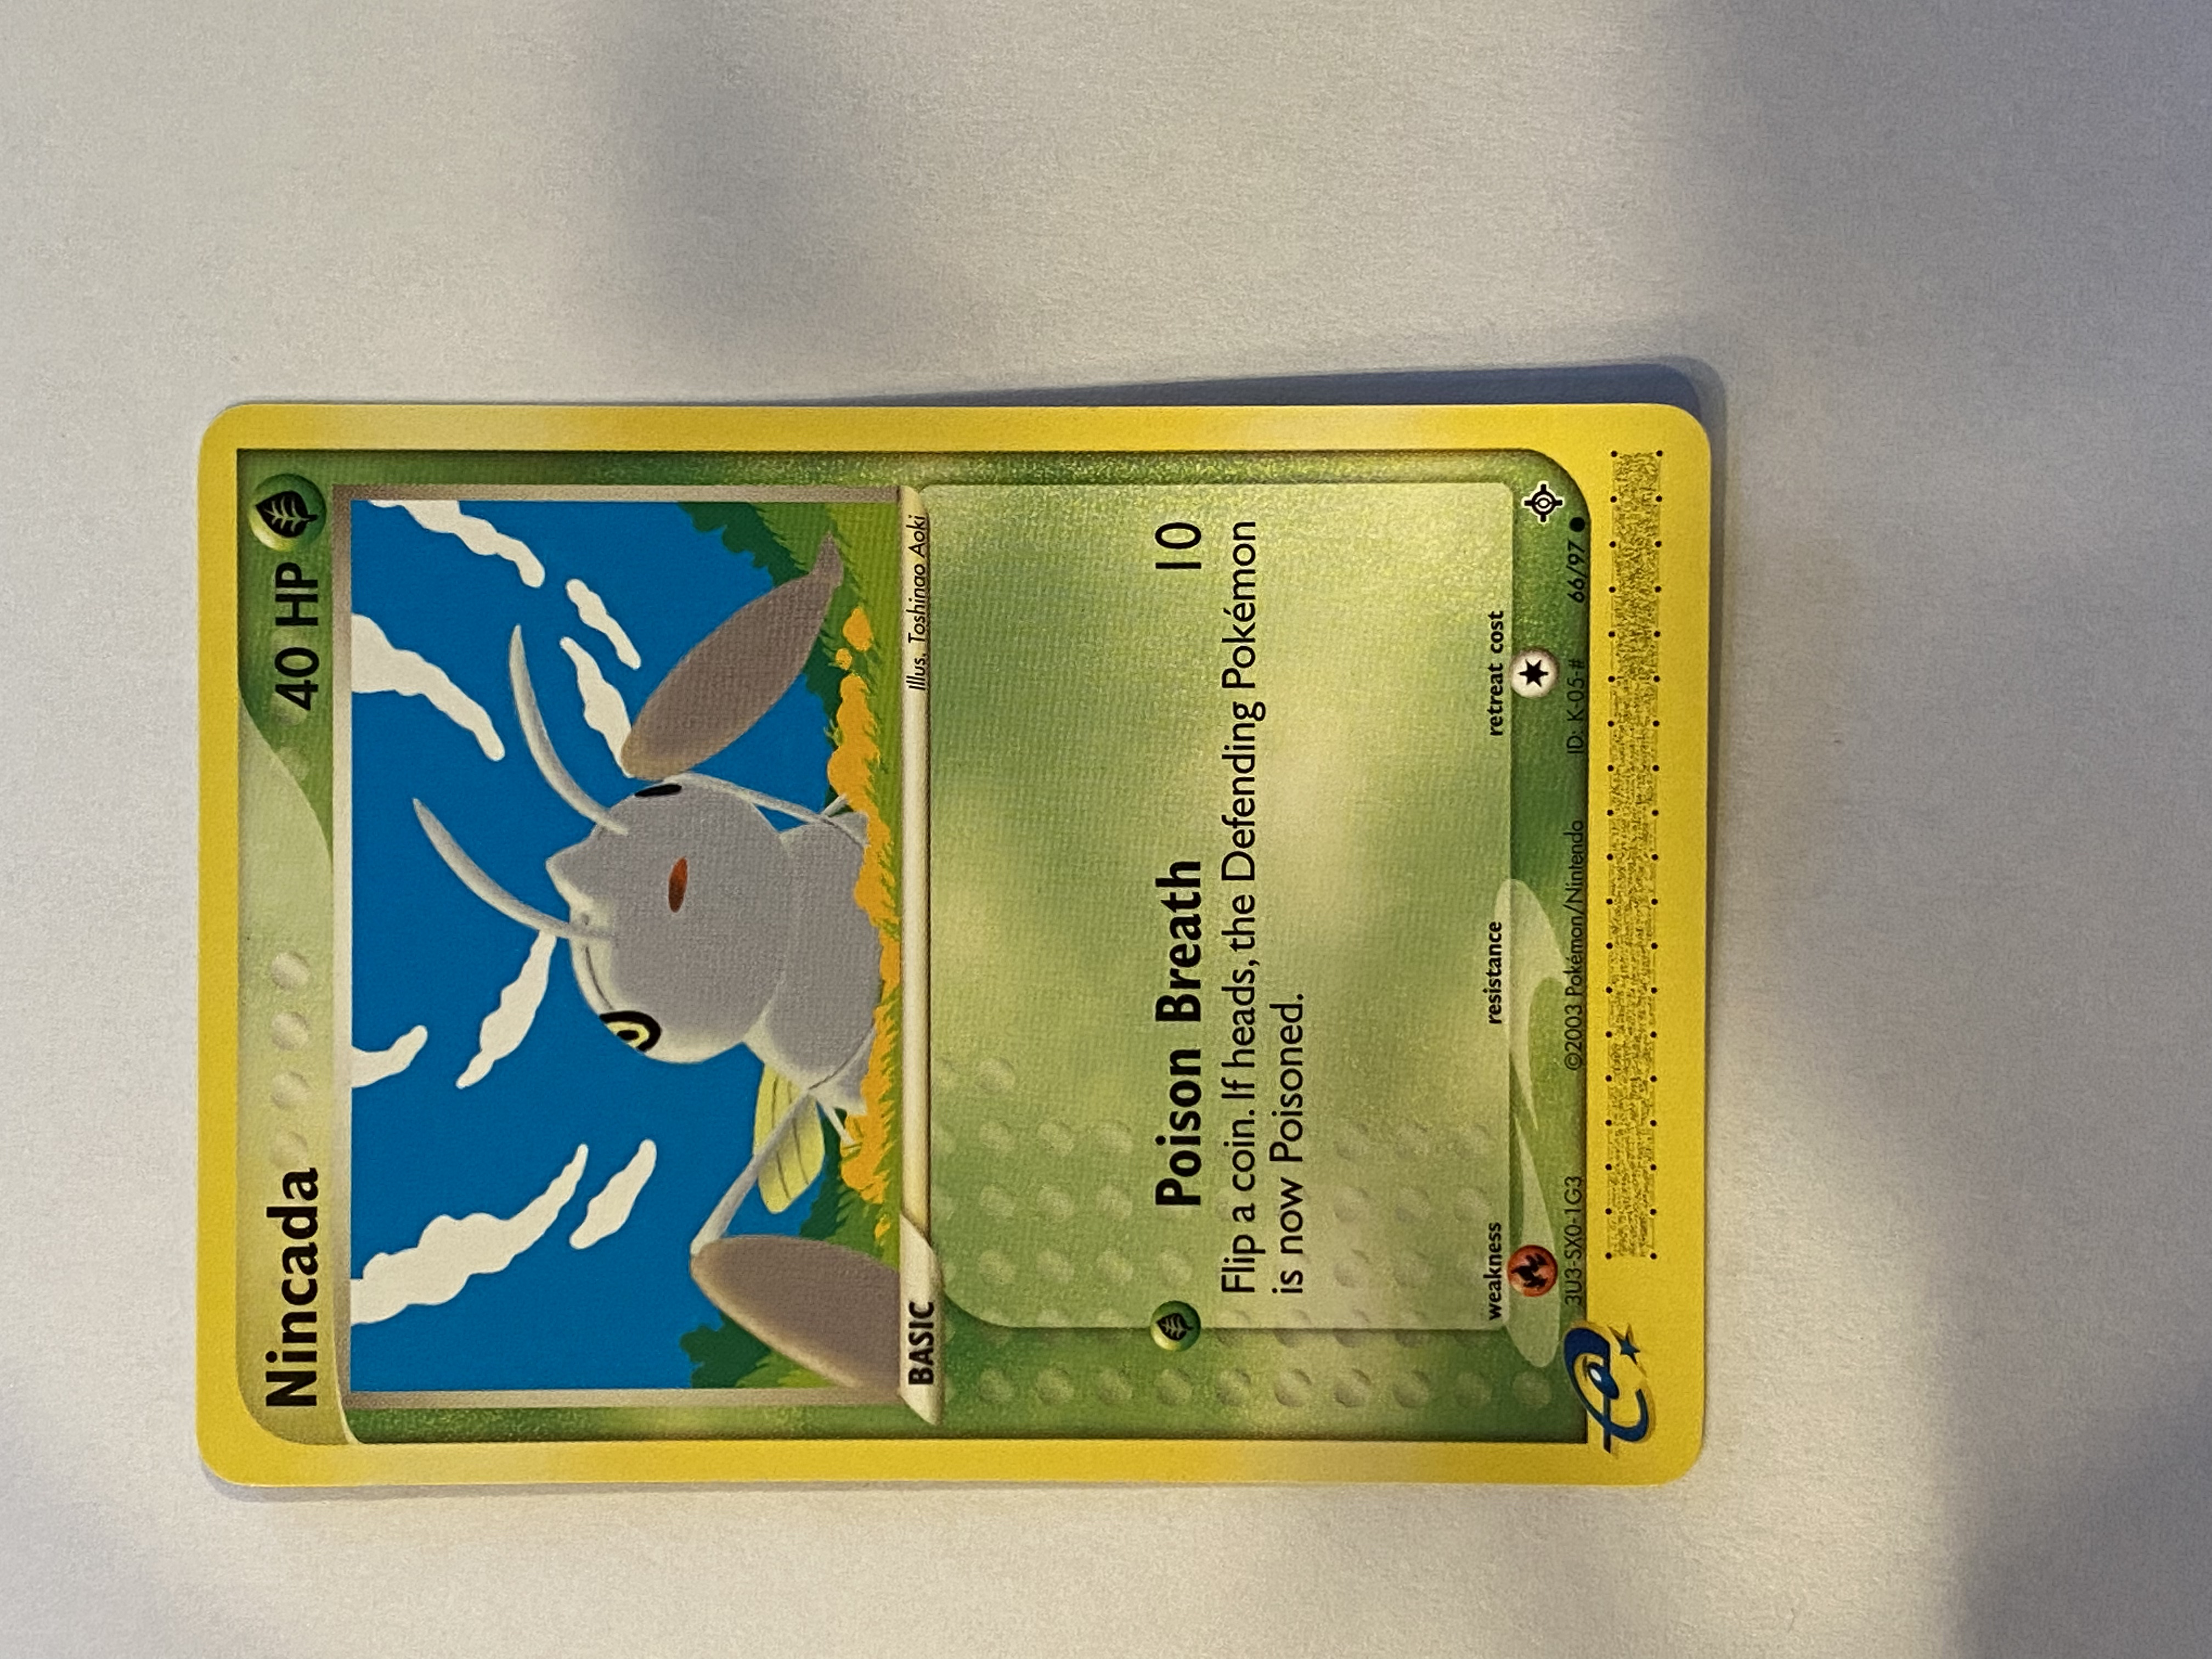 Nincada 40 HP
BASIC Illus. Toshinao Aoki
Poison Breath 10
Flip a coin. If heads, the Defending Pokémon
is now Poisoned.
weakness resistance retreat cost
3U3-SX0-1G3 ©2003 Pokémon/Nintendo ID: K-05-# 66/97
e